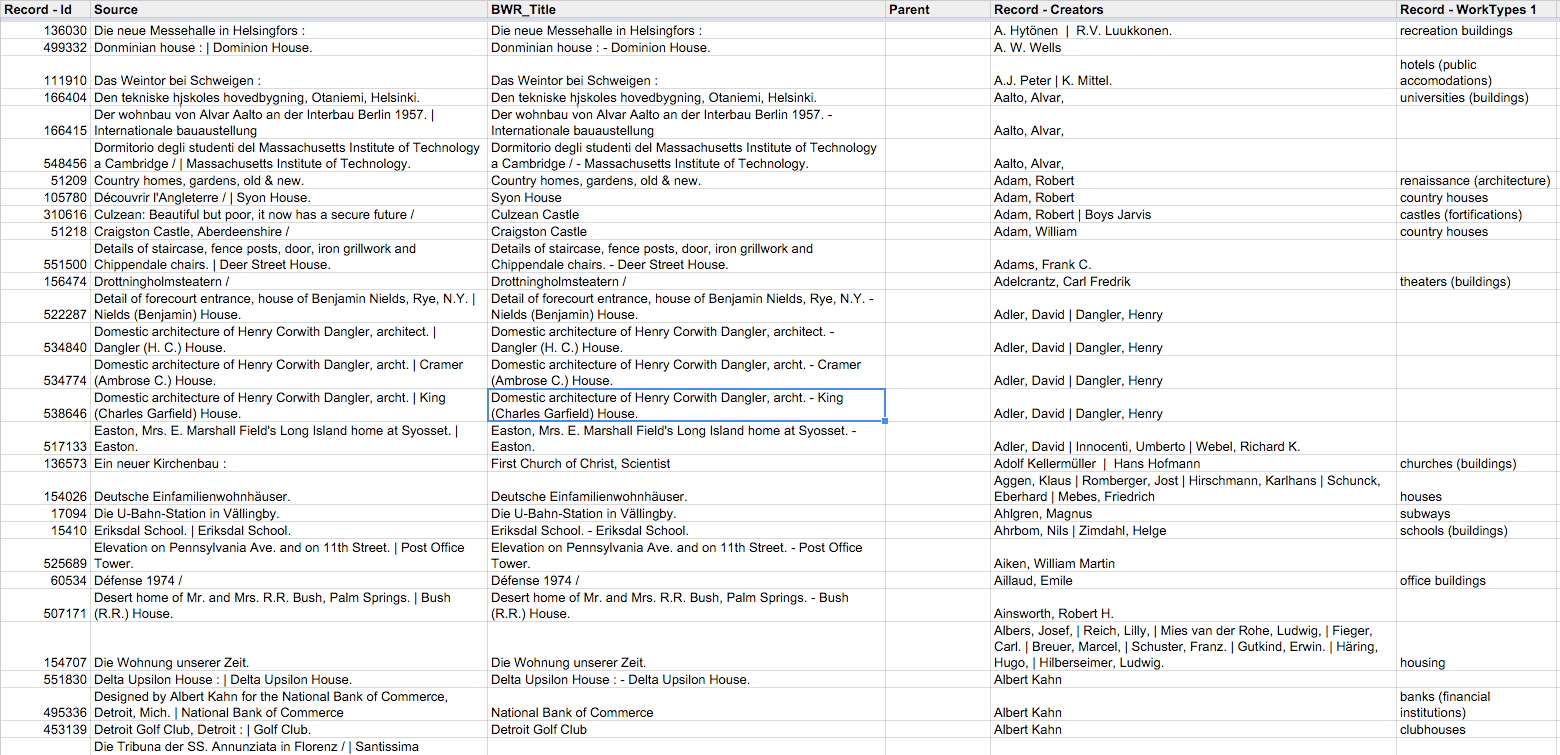 Record - Id Source BWR_Title Parent Record - Creators Record - WorkTypes 1
136030 Die neue Messehalle in Helsingfors : Die neue Messehalle in Helsingfors : A. Hytönen | R.V. Luukkonen. recreation buildings
499332 Donminian house : | Dominion House. Donminian house : - Dominion House. A. W. Wells
hotels (public
111910 Das Weintor bei Schweigen : Das Weintor bei Schweigen : A.J. Peter | K. Mittel. accomodations)
166404 Den tekniske hjskoles hovedbygning, Otaniemi, Helsinki. Den tekniske hjskoles hovedbygning, Otaniemi, Helsinki. Aalto, Alvar, universities (buildings)
Der wohnbau von Alvar Aalto an der Interbau Berlin 1957. | Der wohnbau von Alvar Aalto an der Interbau Berlin 1957. -
166415 Internationale bauaustellung Internationale bauaustellung Aalto, Alvar,
Dormitorio degli studenti del Massachusetts Institute of Technology Dormitorio degli studenti del Massachusetts Institute of Technology
548456 a Cambridge / | Massachusetts Institute of Technology. a Cambridge / - Massachusetts Institute of Technology. Aalto, Alvar,
51209 Country homes, gardens, old & new. Country homes, gardens, old & new. Adam, Robert renaissance (architecture)
105780 Découvrir l'Angleterre / | Syon House. Syon House Adam, Robert country houses
310616 Culzean: Beautiful but poor, it now has a secure future / Culzean Castle Adam, Robert | Boys Jarvis castles (fortifications)
51218 Craigston Castle, Aberdeenshire / Craigston Castle Adam, William country houses
Details of staircase, fence posts, door, iron grillwork and Details of staircase, fence posts, door, iron grillwork and
551500 Chippendale chairs. | Deer Street House. Chippendale chairs. - Deer Street House. Adams, Frank C.
156474 Drottningholmsteatern / Drottningholmsteatern / Adelcrantz, Carl Fredrik theaters (buildings)
Detail of forecourt entrance, house of Benjamin Nields, Rye, N.Y. | Detail of forecourt entrance, house of Benjamin Nields, Rye, N.Y. -
522287 Nields (Benjamin) House. Nields (Benjamin) House. Adler, David | Dangler, Henry
Domestic architecture of Henry Corwith Dangler, architect. | Domestic architecture of Henry Corwith Dangler, architect. -
534840 Dangler (H. C.) House. Dangler (H. C.) House. Adler, David | Dangler, Henry
Domestic architecture of Henry Corwith Dangler, archt. | Cramer Domestic architecture of Henry Corwith Dangler, archt. - Cramer
534774 (Ambrose C.) House. (Ambrose C.) House. Adler, David | Dangler, Henry
Domestic architecture of Henry Corwith Dangler, archt. | King Domestic architecture of Henry Corwith Dangler, archt. - King
538646 (Charles Garfield) House. (Charles Garfield) House. Adler, David | Dangler, Henry
Easton, Mrs. E. Marshall Field's Long Island home at Syosset. | Easton, Mrs. E. Marshall Field's Long Island home at Syosset. -
517133 Easton. Easton. Adler, David | Innocenti, Umberto | Webel, Richard K.
136573 Ein neuer Kirchenbau : First Church of Christ, Scientist Adolf Kellermüller | Hans Hofmann churches (buildings)
Aggen, Klaus | Romberger, Jost | Hirschmann, Karlhans | Schunck,
154026 Deutsche Einfamilienwohnhäuser. Deutsche Einfamilienwohnhäuser. Eberhard | Mebes, Friedrich houses
17094 Die U-Bahn-Station in Vällingby. Die U-Bahn-Station in Vällingby. Ahlgren, Magnus subways
15410 Eriksdal School. | Eriksdal School. Eriksdal School. - Eriksdal School. Ahrbom, Nils | Zimdahl, Helge schools (buildings)
Elevation on Pennsylvania Ave. and on 11th Street. | Post Office Elevation on Pennsylvania Ave. and on 11th Street. - Post Office
525689 Tower. Tower. Aiken, William Martin
60534 Défense 1974 / Défense 1974 / Aillaud, Emile office buildings
Desert home of Mr. and Mrs. R.R. Bush, Palm Springs. | Bush Desert home of Mr. and Mrs. R.R. Bush, Palm Springs. - Bush
507171 (R.R.) House. (R.R.) House. Ainsworth, Robert H.
Albers, Josef, | Reich, Lilly, | Mies van der Rohe, Ludwig, | Fieger,
Carl. | Breuer, Marcel, | Schuster, Franz. | Gutkind, Erwin. | Häring,
154707 Die Wohnung unserer Zeit. Die Wohnung unserer Zeit. Hugo, | Hilberseimer, Ludwig. housing
551830 Delta Upsilon House : | Delta Upsilon House. Delta Upsilon House : - Delta Upsilon House. Albert Kahn
Designed by Albert Kahn for the National Bank of Commerce, banks (financial
495336 Detroit, Mich. | National Bank of Commerce National Bank of Commerce Albert Kahn institutions)
453139 Detroit Golf Club, Detroit : | Golf Club. Detroit Golf Club Albert Kahn clubhouses
Die Tribuna der SS. Annunziata in Florenz / | Santissima